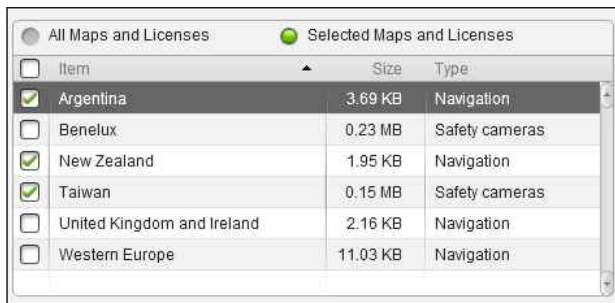 All Maps and Licenses Selected Maps and Licenses
Item Size Type
Argentina 3.69 KB Navigation
Benelux 0.23 MB Safety cameras
New Zealand 1.95 KB Navigation
Taiwan 0.15 MB Safety cameras
United Kingdom and Ireland 2.16 KB Navigation
Western Europe 11.03 KB Navigation